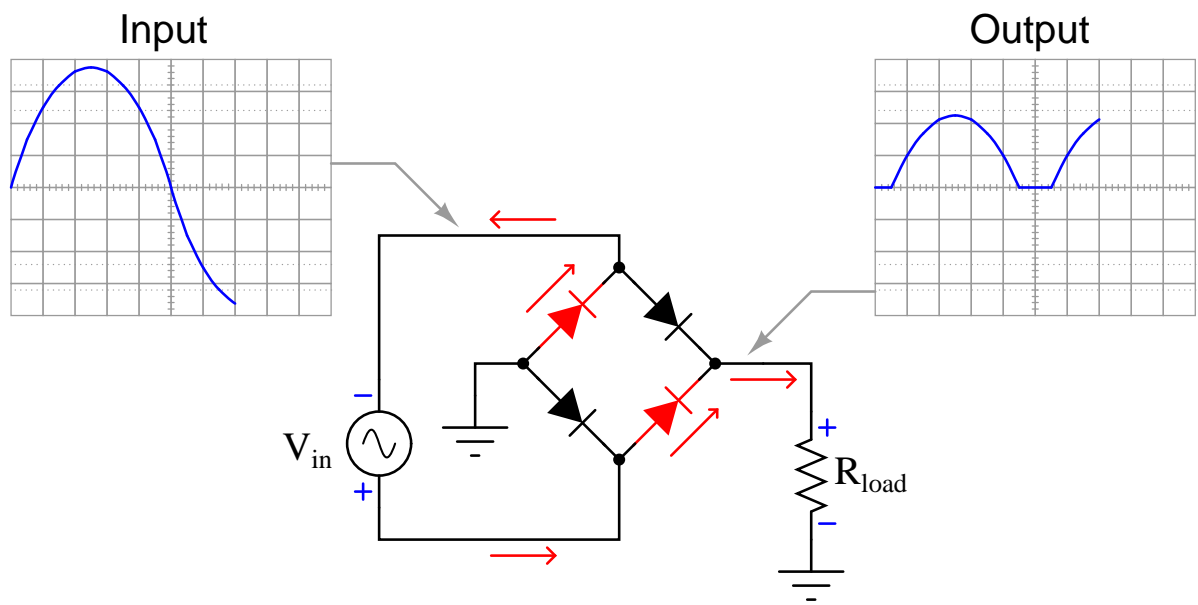 Input
Output
−
V_in
+
+
R_load
−